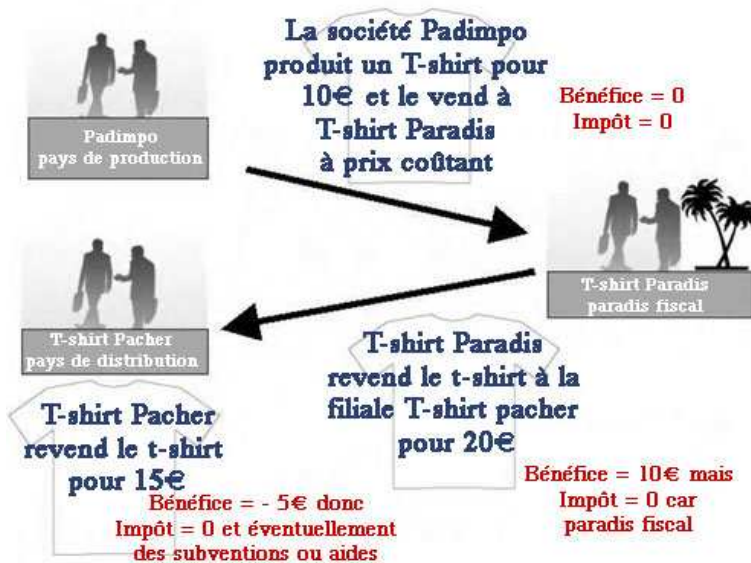 La société Padimpo
produit un T-shirt pour
10€ et le vend à
T-shirt Paradis
à prix coûtant
Bénéfice = 0
Impôt = 0
Padimpo
pays de production
T-shirt Paradis
paradis fiscal
T-shirt Pacher
pays de distribution
T-shirt Paradis
revend le t-shirt à la
filiale T-shirt pacher
pour 20€
Bénéfice = 10€ mais
Impôt = 0 car
paradis fiscal
T-shirt Pacher
revend le t-shirt
pour 15€
Bénéfice = - 5€ donc
Impôt = 0 et éventuellement
des subventions ou aides